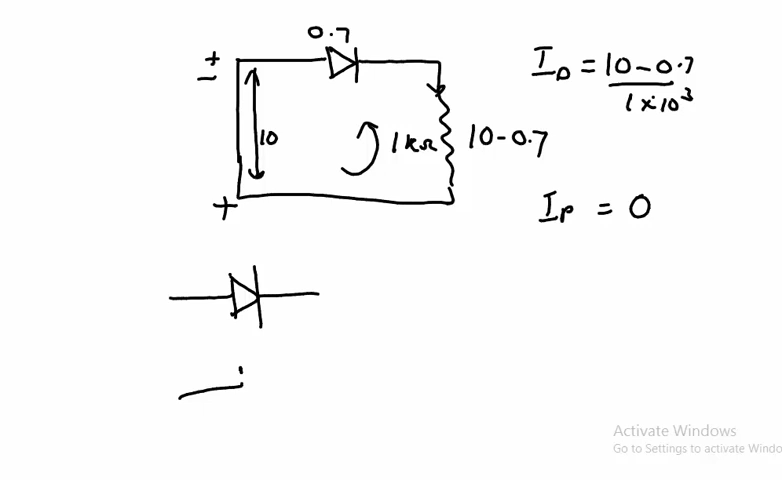 0.7
+
−
10
+
1kΩ
10-0.7
I_D = 10-0.7
1×10³
I_D = 0
Activate Windows
Go to Settings to activate Windo